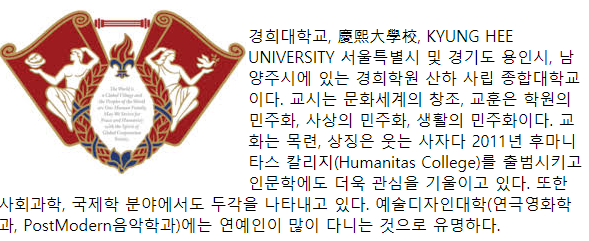 경희대학교, 慶熙大學校, KYUNG HEE
UNIVERSITY 서울특별시 및 경기도 용인시, 남
양주시에 있는 경희학원 산하 사립 종합대학교
이다. 교시는 문화세계의 창조, 교훈은 학원의
민주화, 사상의 민주화, 생활의 민주화이다. 교
화는 목련, 상징은 웃는 사자다 2011년 후마니
타스 칼리지(Humanitas College)를 출범시키고
인문학에도 더욱 관심을 기울이고 있다. 또한
사회과학, 국제학 분야에서도 두각을 나타내고 있다. 예술디자인대학(연극영화학
과, PostModern음악학과)에는 연예인이 많이 다니는 것으로 유명하다.
The World is
a Global Village and
the Peoples of the World
are One Human Family.
May We Strive for
Peace and Humanity
with the Spirit of
Global Cooperation
Society.